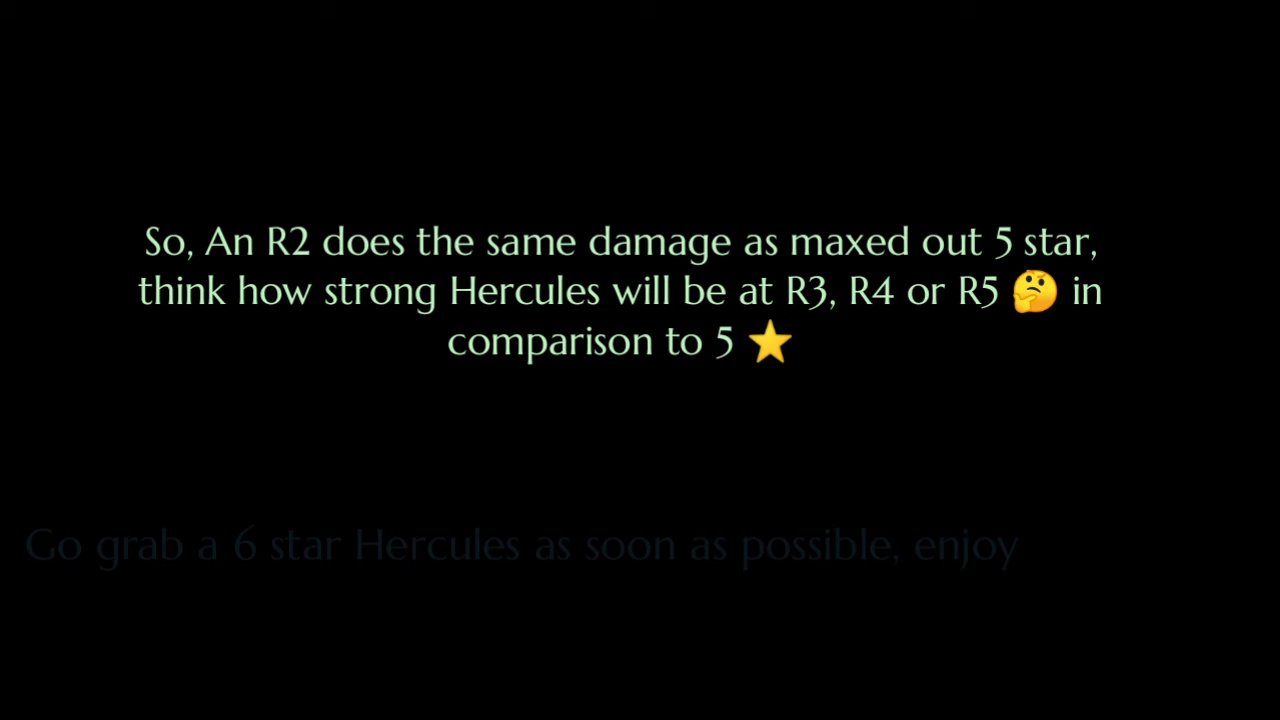 So, An R2 does the same damage as maxed out 5 star,
think how strong Hercules will be at R3, R4 or R5 🤔 in
comparison to 5 ⭐
Go grab a 6 star Hercules as soon as possible, enjoy